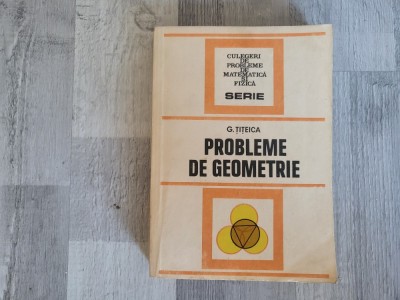 CULEGERI
DE
PROBLEME
DE
MATEMATICĂ
ŞI
FIZICĂ
SERIE
G. ŢIŢEICA
PROBLEME
DE GEOMETRIE